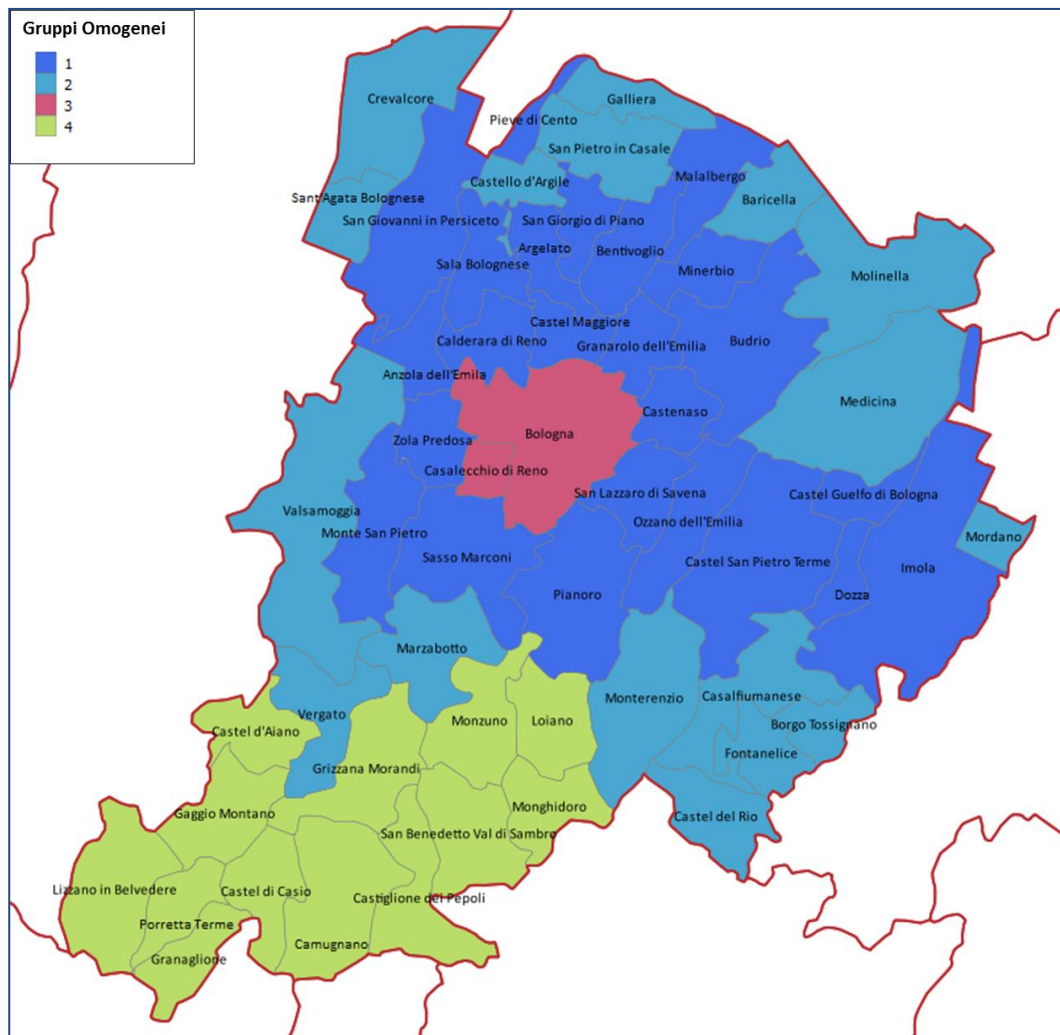 Gruppi Omogenei
1
2
3
4
Crevalcore
Galliera
Pieve di Cento
San Pietro in Casale
Malalbergo
Castello d'Argile
Sant'Agata Bolognese
Baricella
San Giovanni in Persiceto
San Giorgio di Piano
Argelato
Bentivoglio
Sala Bolognese
Minerbio
Molinella
Castel Maggiore
Calderara di Reno
Granarolo dell'Emilia
Budrio
Anzola dell'Emila
Medicina
Castenaso
Bologna
Zola Predosa
Casalecchio di Reno
San Lazzaro di Savena
Castel Guelfo di Bologna
Valsamoggia
Ozzano dell'Emilia
Monte San Pietro
Mordano
Sasso Marconi
Castel San Pietro Terme
Imola
Pianoro
Dozza
Marzabotto
Monterenzio
Casalfiumanese
Vergato
Monzuno
Loiano
Borgo Tossignano
Castel d'Aiano
Fontanelice
Grizzana Morandi
Monghidoro
Gaggio Montano
Castel del Rio
San Benedetto Val di Sambro
Lizzano in Belvedere
Castel di Casio
Castiglione dei Pepoli
Porretta Terme
Camugnano
Granaglione